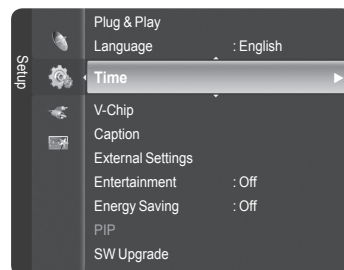 Setup
Plug & Play
Language : English
Time
V-Chip
Caption
External Settings
Entertainment : Off
Energy Saving : Off
PIP
SW Upgrade